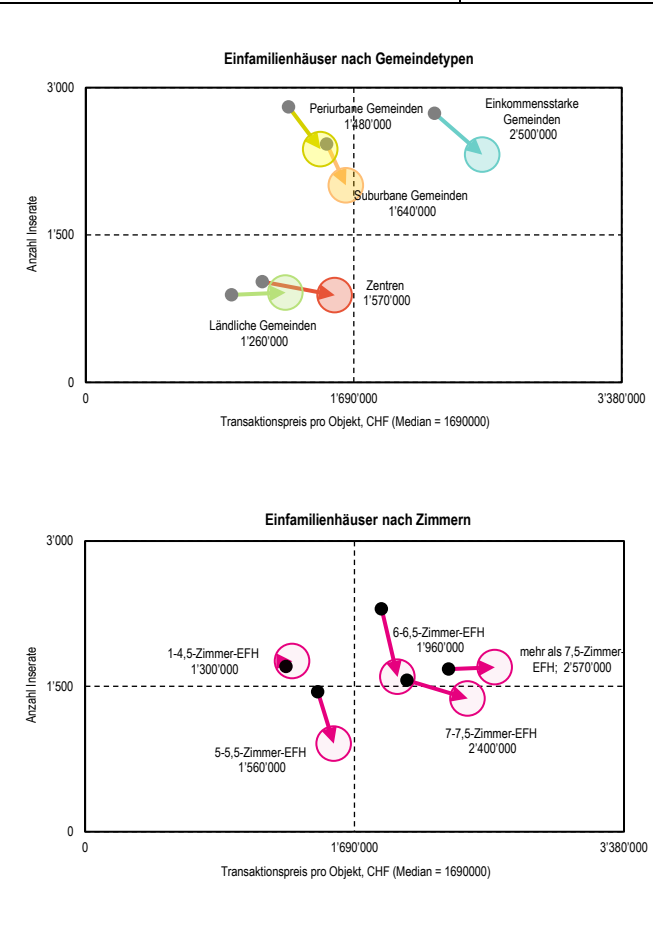 Einfamilienhäuser nach Gemeindetypen
3’000
Periurbane Gemeinden
1’480’000
Einkommensstarke
Gemeinden
2’500’000
Suburbane Gemeinden
1’640’000
Anzahl Inserate
1’500
Zentren
1’570’000
Ländliche Gemeinden
1’260’000
0
0
1’690’000
3’380’000
Transaktionspreis pro Objekt, CHF (Median = 1690000)
Einfamilienhäuser nach Zimmern
3’000
6-6,5-Zimmer-EFH
1’960’000
1-4,5-Zimmer-EFH
1’300’000
mehr als 7,5-Zimmer-
EFH; 2’570’000
Anzahl Inserate
1’500
7-7,5-Zimmer-EFH
2’400’000
5-5,5-Zimmer-EFH
1’560’000
0
0
1’690’000
3’380’000
Transaktionspreis pro Objekt, CHF (Median = 1690000)